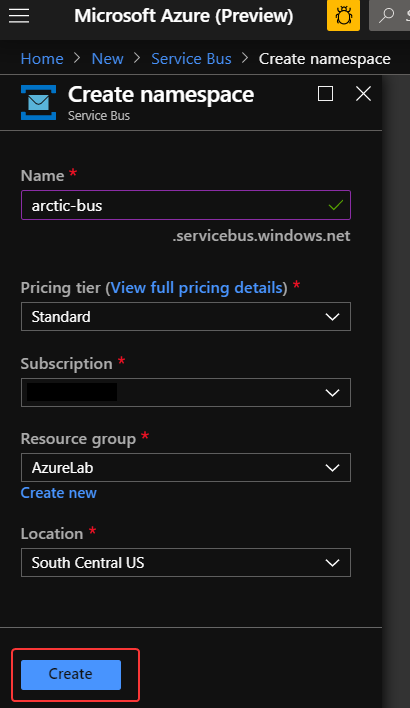 Microsoft Azure (Preview)
Home > New > Service Bus > Create namespace
Create namespace
Service Bus
Name *
arctic-bus
.servicebus.windows.net
Pricing tier (View full pricing details) *
Standard
Subscription *
Resource group *
AzureLab
Create new
Location *
South Central US
Create